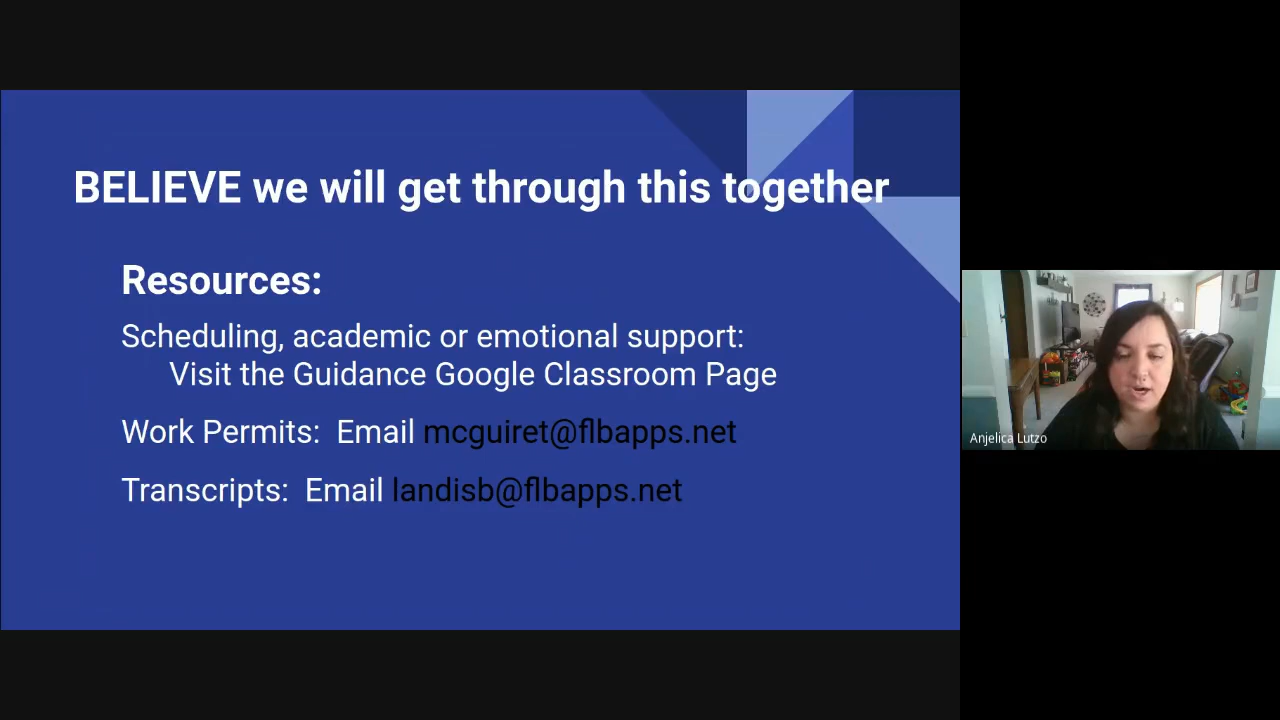 BELIEVE we will get through this together
Resources:
Scheduling, academic or emotional support:
Visit the Guidance Google Classroom Page
Work Permits:  Email mcguiret@flbapps.net
Transcripts:  Email landisb@flbapps.net
Anjelica Lutzo